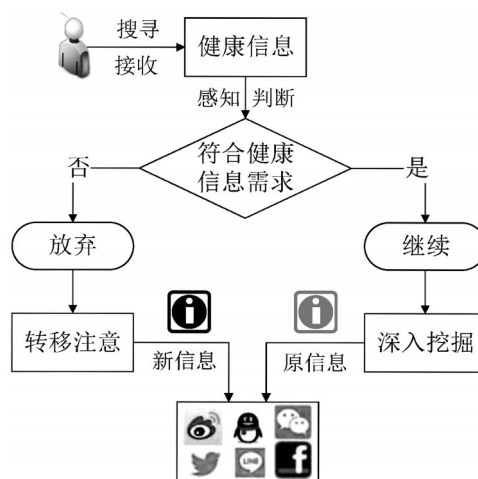 搜寻
接收
健康信息
感知 判断
符合健康
信息需求
否
是
放弃
继续
转移注意
新信息
原信息
深入挖掘
LINE
f